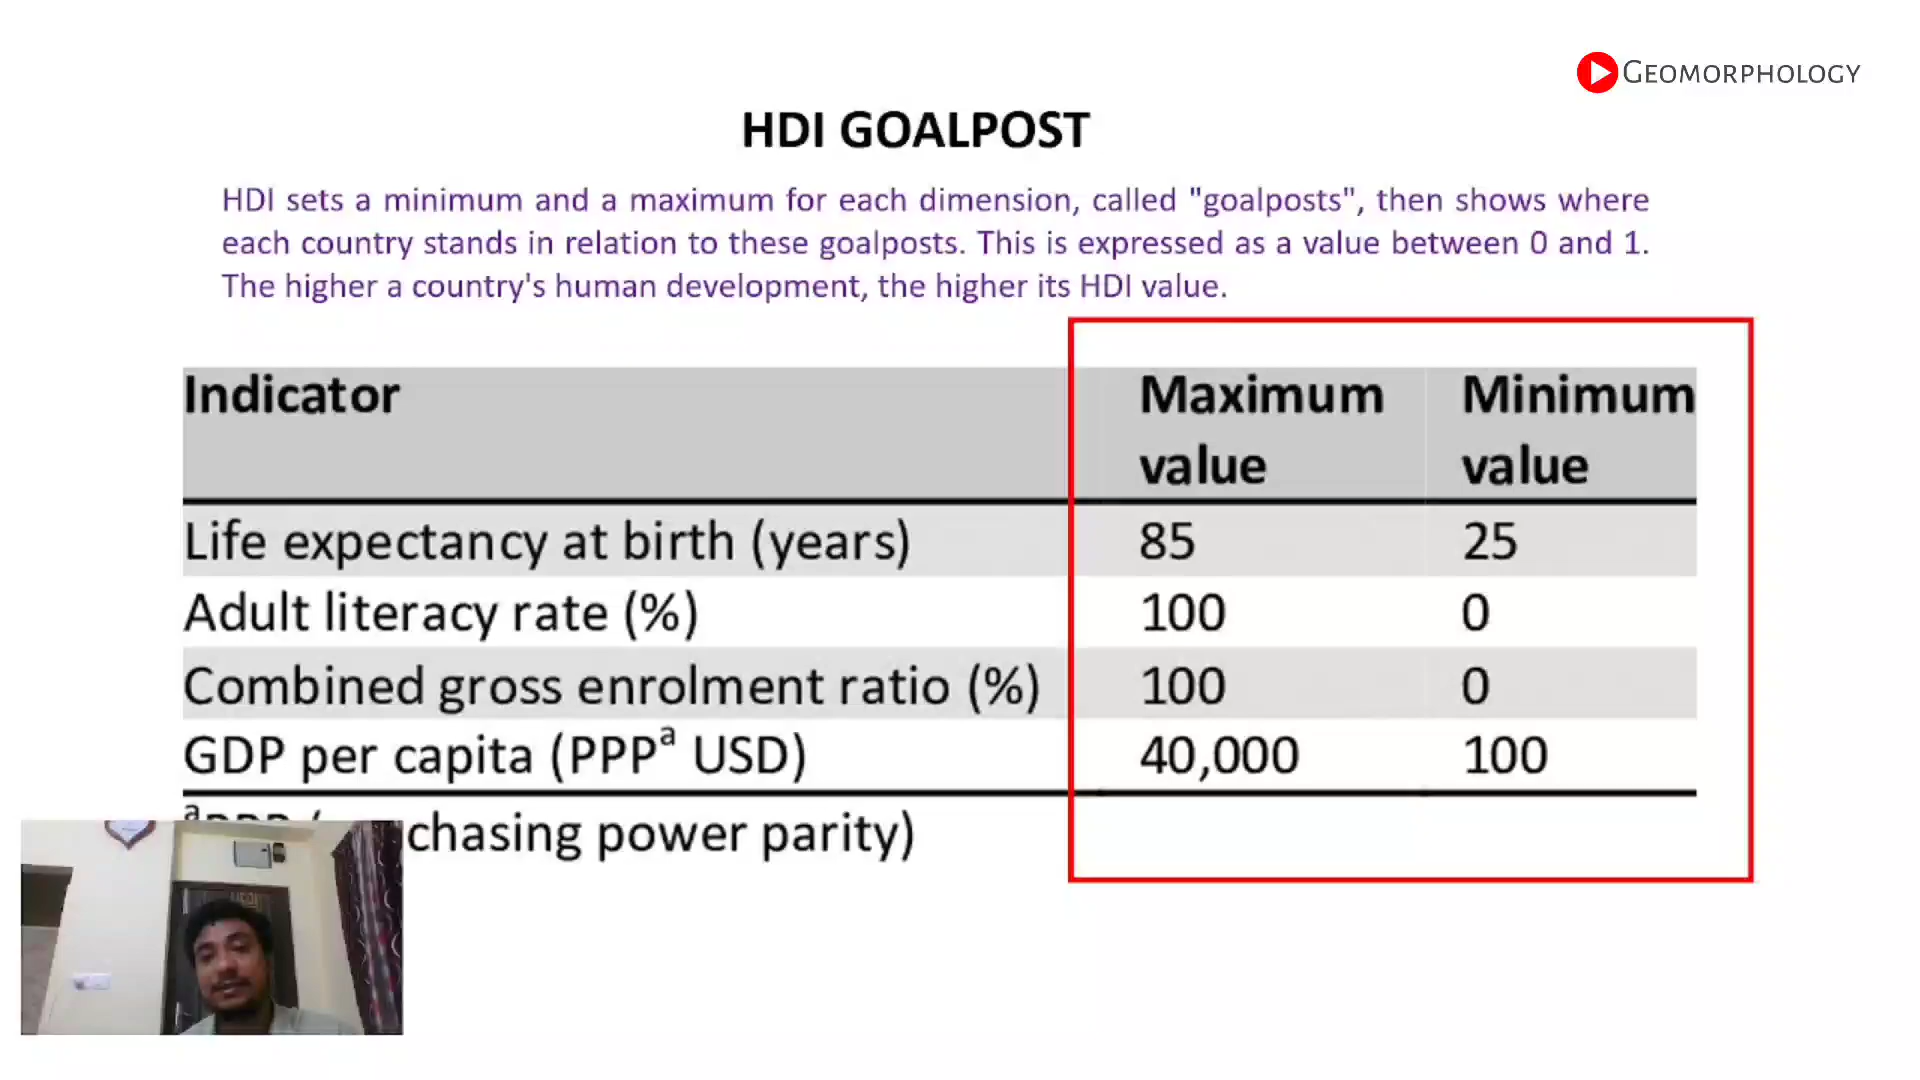 GEOMORPHOLOGY
HDI GOALPOST
HDI sets a minimum and a maximum for each dimension, called "goalposts", then shows where
each country stands in relation to these goalposts. This is expressed as a value between 0 and 1.
The higher a country's human development, the higher its HDI value.
Indicator Maximum value Minimum value
Life expectancy at birth (years) 85 25
Adult literacy rate (%) 100 0
Combined gross enrolment ratio (%) 100 0
GDP per capita (PPPª USD) 40,000 100
chasing power parity)